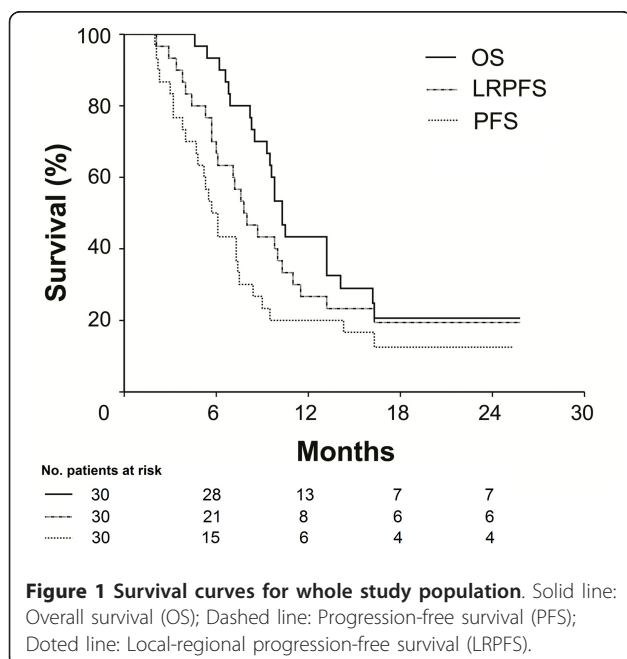 100
80
60
40
20
Survival (%)
OS
LRPFS
PFS
0 6 12 18 24 30
Months
No. patients at risk
30 28 13 7 7
30 21 8 6 6
30 15 6 4 4
Figure 1 Survival curves for whole study population. Solid line:
Overall survival (OS); Dashed line: Progression-free survival (PFS);
Doted line: Local-regional progression-free survival (LRPFS).